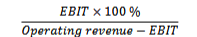 EBIT × 100 %
Operating revenue − EBIT